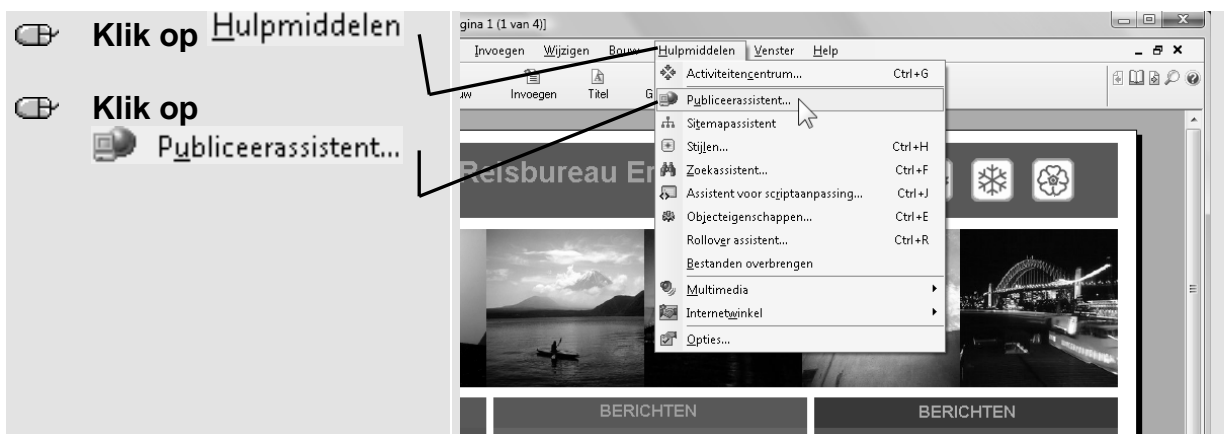 Klik op Hulpmiddelen
Klik op
Publiceerassistent...
gina 1 (1 van 4)]
Invoegen Wijzigen Bouw Hulpmiddelen Venster Help
uw Invoegen Titel G
Activiteitencentrum... Ctrl+G
Publiceerassistent...
Sitemapassistent
Stijlen... Ctrl+H
Zoekassistent... Ctrl+F
Assistent voor scriptaanpassing... Ctrl+J
Objecteigenschappen... Ctrl+E
Rollover assistent... Ctrl+R
Bestanden overbrengen
Multimedia
Internetwinkel
Opties...
Reisbureau Er
BERICHTEN
BERICHTEN